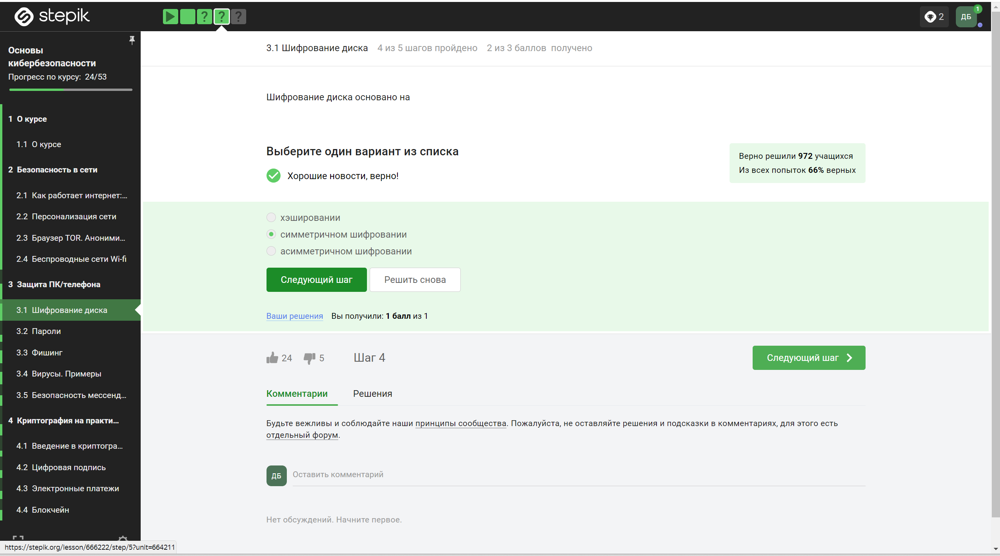 stepik
? ? ?
2
ДБ
1
Основы
кибербезопасности
Прогресс по курсу: 24/53
1 О курсе
1.1 О курсе
2 Безопасность в сети
2.1 Как работает интернет:...
2.2 Персонализация сети
2.3 Браузер TOR. Аноними...
2.4 Беспроводные сети Wi-fi
3 Защита ПК/телефона
3.1 Шифрование диска
3.2 Пароли
3.3 Фишинг
3.4 Вирусы. Примеры
3.5 Безопасность мессенд...
4 Криптография на практи...
4.1 Введение в криптогра...
4.2 Цифровая подпись
4.3 Электронные платежи
4.4 Блокчейн
https://stepik.org/lesson/666222/step/5?unit=664211
3.1 Шифрование диска 4 из 5 шагов пройдено 2 из 3 баллов получено
Шифрование диска основано на
Выберите один вариант из списка
Хорошие новости, верно!
Верно решили 972 учащихся
Из всех попыток 66% верных
хэшировании
симметричном шифровании
асимметричном шифровании
Следующий шаг
Решить снова
Ваши решения Вы получили: 1 балл из 1
24 5 Шаг 4
Следующий шаг
Комментарии Решения
Будьте вежливы и соблюдайте наши принципы сообщества. Пожалуйста, не оставляйте решения и подсказки в комментариях, для этого есть
отдельный форум.
ДБ
Оставить комментарий
Нет обсуждений. Начните первое.